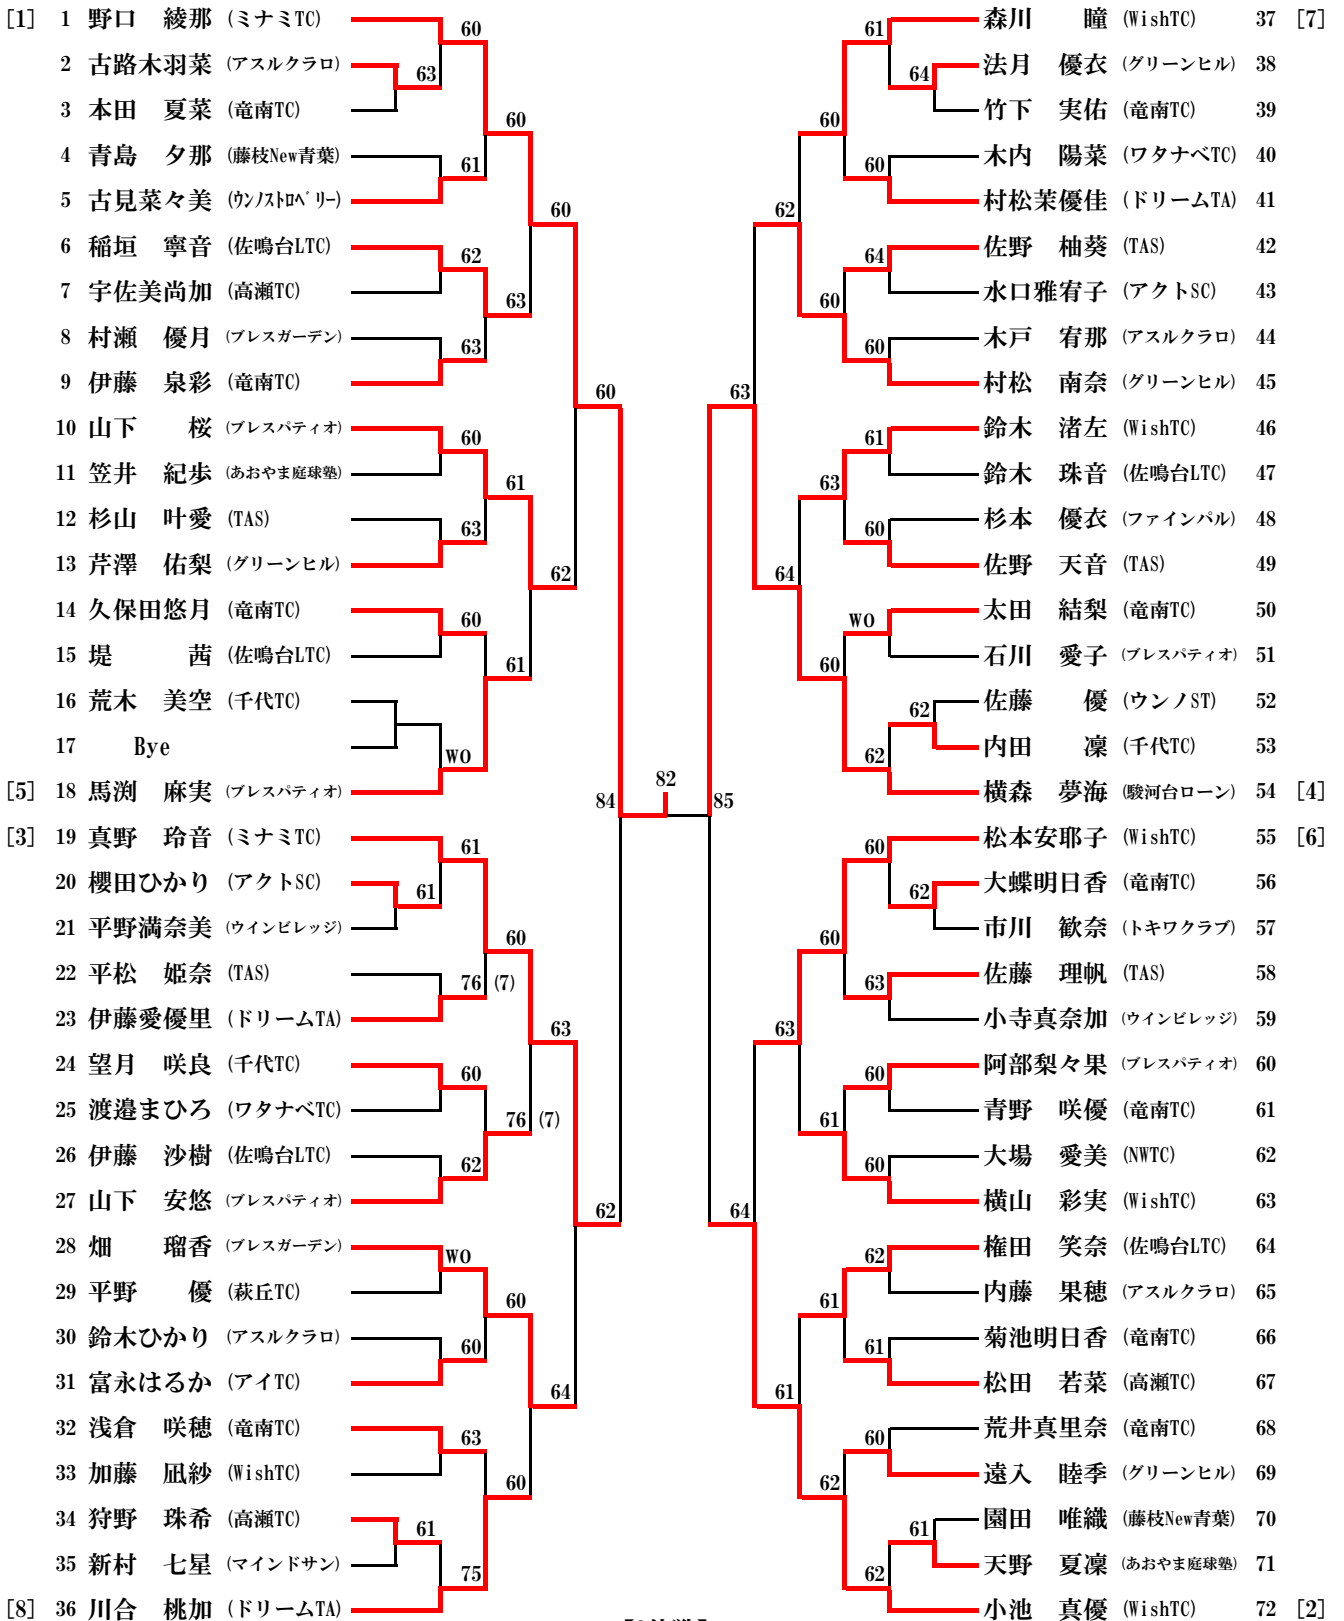 [1] 1 野口 綾那 (ミナミTC)
60
2 古路木羽菜 (アスルクラロ)
63
3 本田 夏菜 (竜南TC)
60
4 青島 夕那 (藤枝New青葉)
61
5 古見菜々美 (ウンノストロベリー)
60
6 稲垣 寧音 (佐鳴台LTC)
62
7 宇佐美尚加 (高瀬TC)
63
8 村瀬 優月 (ブレスガーデン)
63
9 伊藤 泉彩 (竜南TC)
60
10 山下 桜 (ブレスパティオ)
60
11 笠井 紀歩 (あおやま庭球塾)
61
12 杉山 叶愛 (TAS)
63
13 芹澤 佑梨 (グリーンヒル)
62
14 久保田悠月 (竜南TC)
60
15 堤 茜 (佐鳴台LTC)
61
16 荒木 美空 (千代TC)
17 Bye
WO
[5] 18 馬渕 麻実 (ブレスパティオ)
84
82
85
[3] 19 真野 玲音 (ミナミTC)
61
20 櫻田ひかり (アクトSC)
61
21 平野満奈美 (ウインビレッジ)
60
22 平松 姫奈 (TAS)
76 (7)
23 伊藤愛優里 (ドリームTA)
63
24 望月 咲良 (千代TC)
60
25 渡邉まひろ (ワタナベTC)
76 (7)
26 伊藤 沙樹 (佐鳴台LTC)
62
27 山下 安悠 (ブレスパティオ)
62
28 畑 瑠香 (ブレスガーデン)
WO
29 平野 優 (萩丘TC)
60
30 鈴木ひかり (アスルクラロ)
60
31 富永はるか (アイTC)
64
32 浅倉 咲穂 (竜南TC)
63
33 加藤 凪紗 (WishTC)
60
34 狩野 珠希 (高瀬TC)
61
35 新村 七星 (マインドサン)
75
[8] 36 川合 桃加 (ドリームTA)
森川 瞳 (WishTC) 37 [7]
61
法月 優衣 (グリーンヒル) 38
64
竹下 実佑 (竜南TC) 39
60
木内 陽菜 (ワタナベTC) 40
60
村松茉優佳 (ドリームTA) 41
62
佐野 柚葵 (TAS) 42
64
水口雅宥子 (アクトSC) 43
60
木戸 宥那 (アスルクラロ) 44
60
村松 南奈 (グリーンヒル) 45
63
鈴木 渚左 (WishTC) 46
61
鈴木 珠音 (佐鳴台LTC) 47
63
杉本 優衣 (ファインパル) 48
60
佐野 天音 (TAS) 49
64
太田 結梨 (竜南TC) 50
WO
石川 愛子 (ブレスパティオ) 51
60
佐藤 優 (ウンノST) 52
62
内田 凜 (千代TC) 53
62
横森 夢海 (駿河台ローン) 54 [4]
松本安耶子 (WishTC) 55 [6]
60
大蝶明日香 (竜南TC) 56
62
市川 歓奈 (トキワクラブ) 57
60
佐藤 理帆 (TAS) 58
63
小寺真奈加 (ウインビレッジ) 59
63
阿部梨々果 (ブレスパティオ) 60
60
青野 咲優 (竜南TC) 61
61
大場 愛美 (NWTC) 62
60
横山 彩実 (WishTC) 63
64
権田 笑奈 (佐鳴台LTC) 64
62
内藤 果穂 (アスルクラロ) 65
61
菊池明日香 (竜南TC) 66
61
松田 若菜 (高瀬TC) 67
61
荒井真里奈 (竜南TC) 68
60
遠入 睦季 (グリーンヒル) 69
62
園田 唯織 (藤枝New青葉) 70
61
天野 夏凜 (あおやま庭球塾) 71
62
小池 真優 (WishTC) 72 [2]